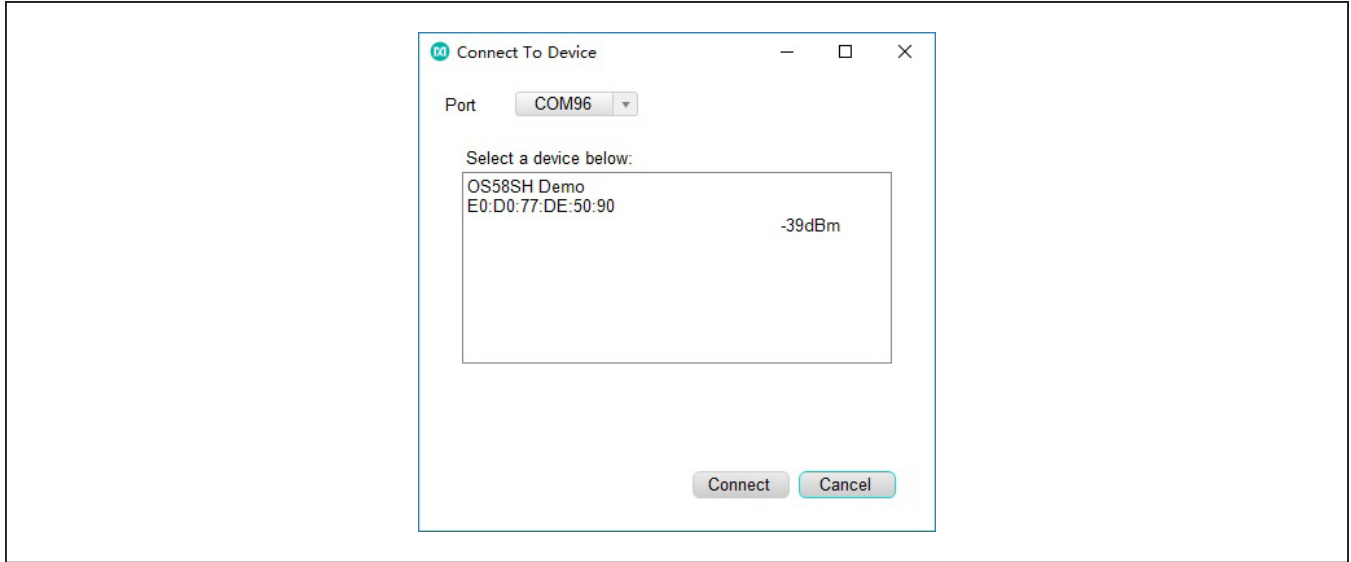 Connect To Device
Port COM96
Select a device below:
OS58SH Demo
E0:D0:77:DE:50:90
-39dBm
Connect Cancel